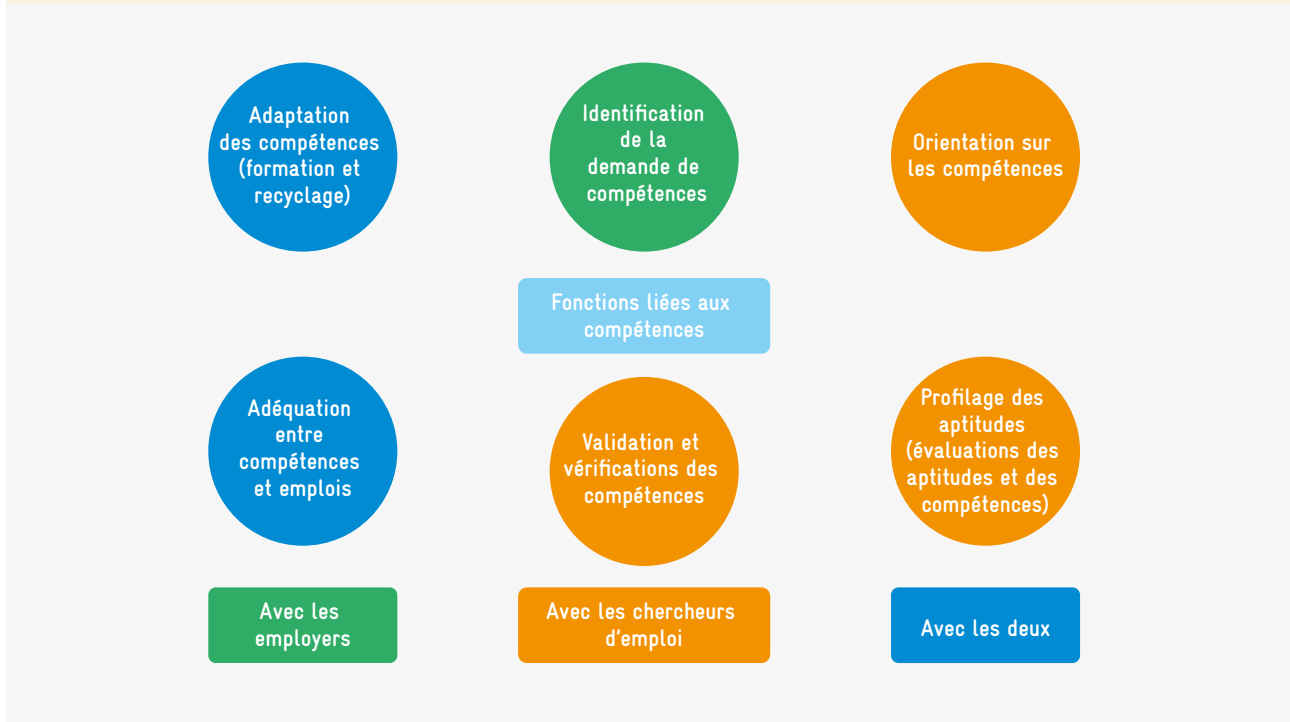 Adaptation
des compétences
(formation et
recyclage)
Identification
de la
demande de
compétences
Orientation sur
les compétences
Fonctions liées aux
compétences
Adéquation
entre
compétences
et emplois
Validation et
vérifications des
compétences
Profilage des
aptitudes
(évaluations des
aptitudes et des
compétences)
Avec les
employers
Avec les chercheurs
d'emploi
Avec les deux